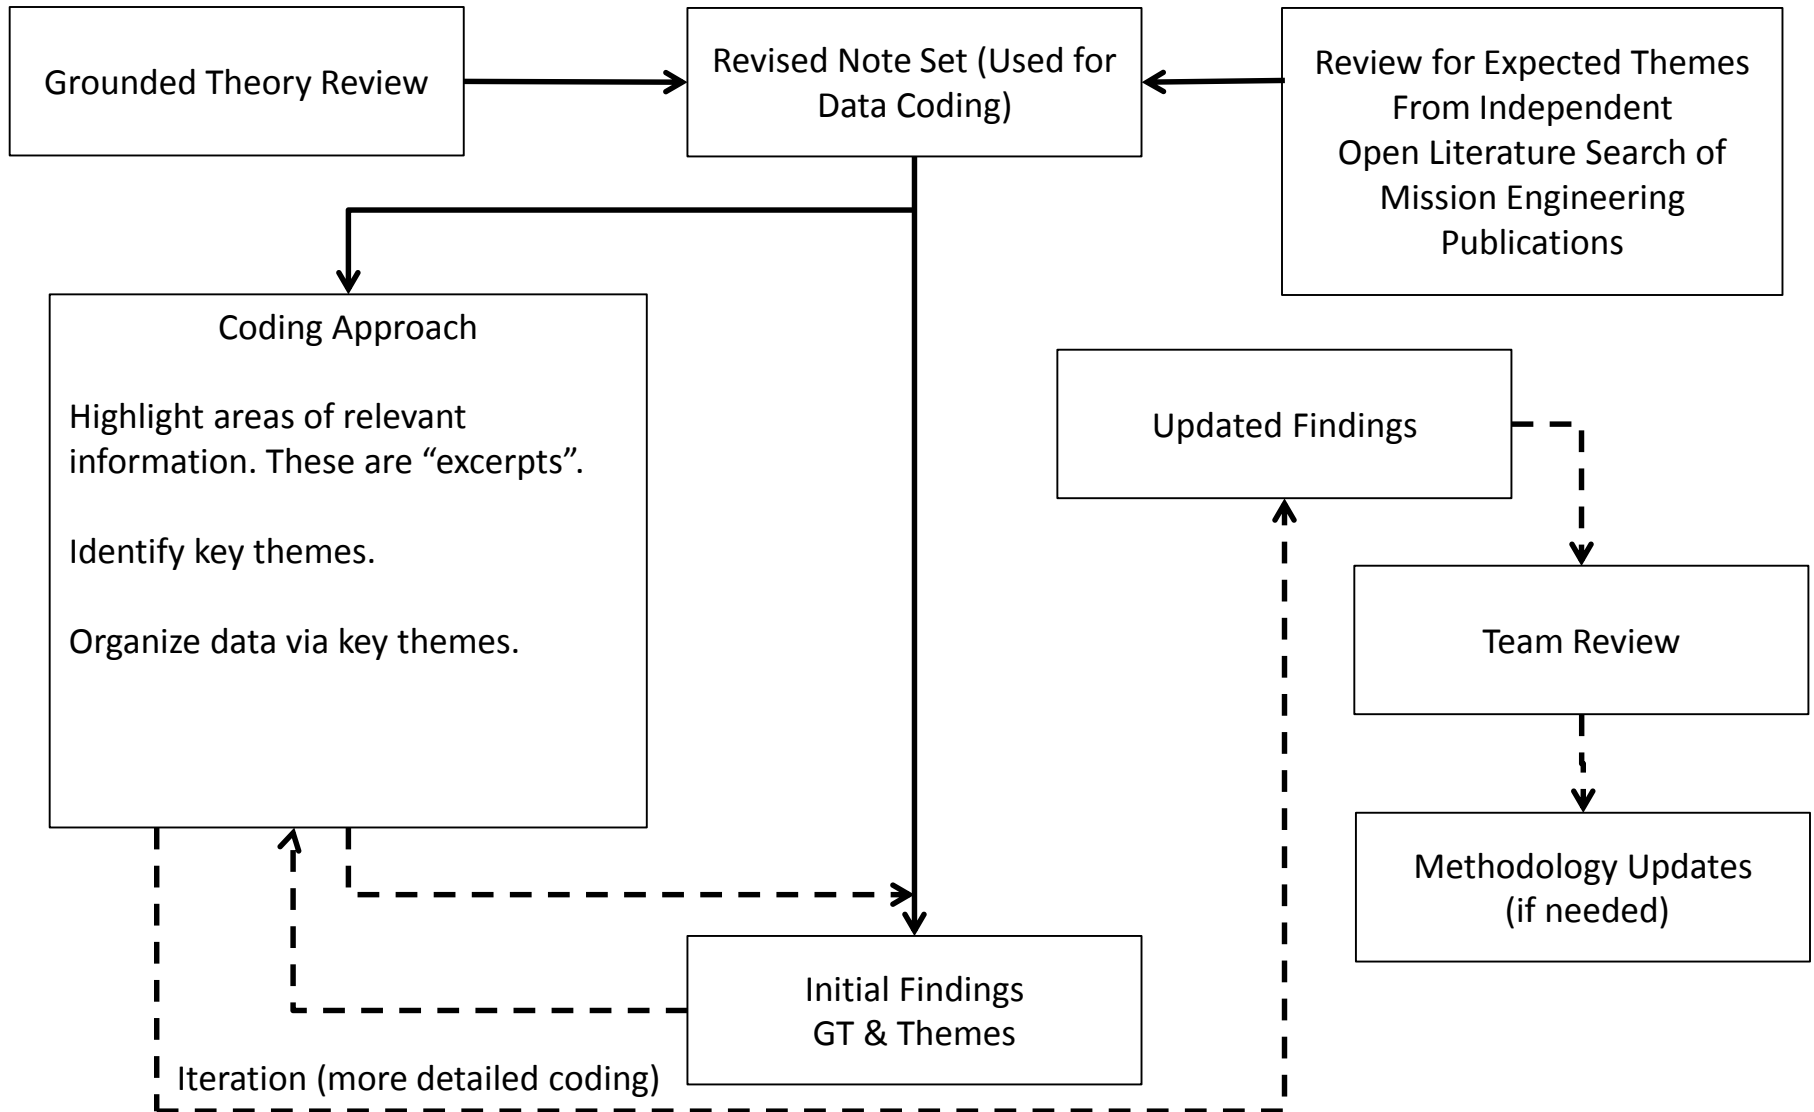 Grounded Theory Review
Revised Note Set (Used for
Data Coding)
Review for Expected Themes
From Independent
Open Literature Search of
Mission Engineering
Publications
Coding Approach
Highlight areas of relevant
information. These are “excerpts”.
Identify key themes.
Organize data via key themes.
Updated Findings
Team Review
Methodology Updates
(if needed)
Initial Findings
GT & Themes
Iteration (more detailed coding)